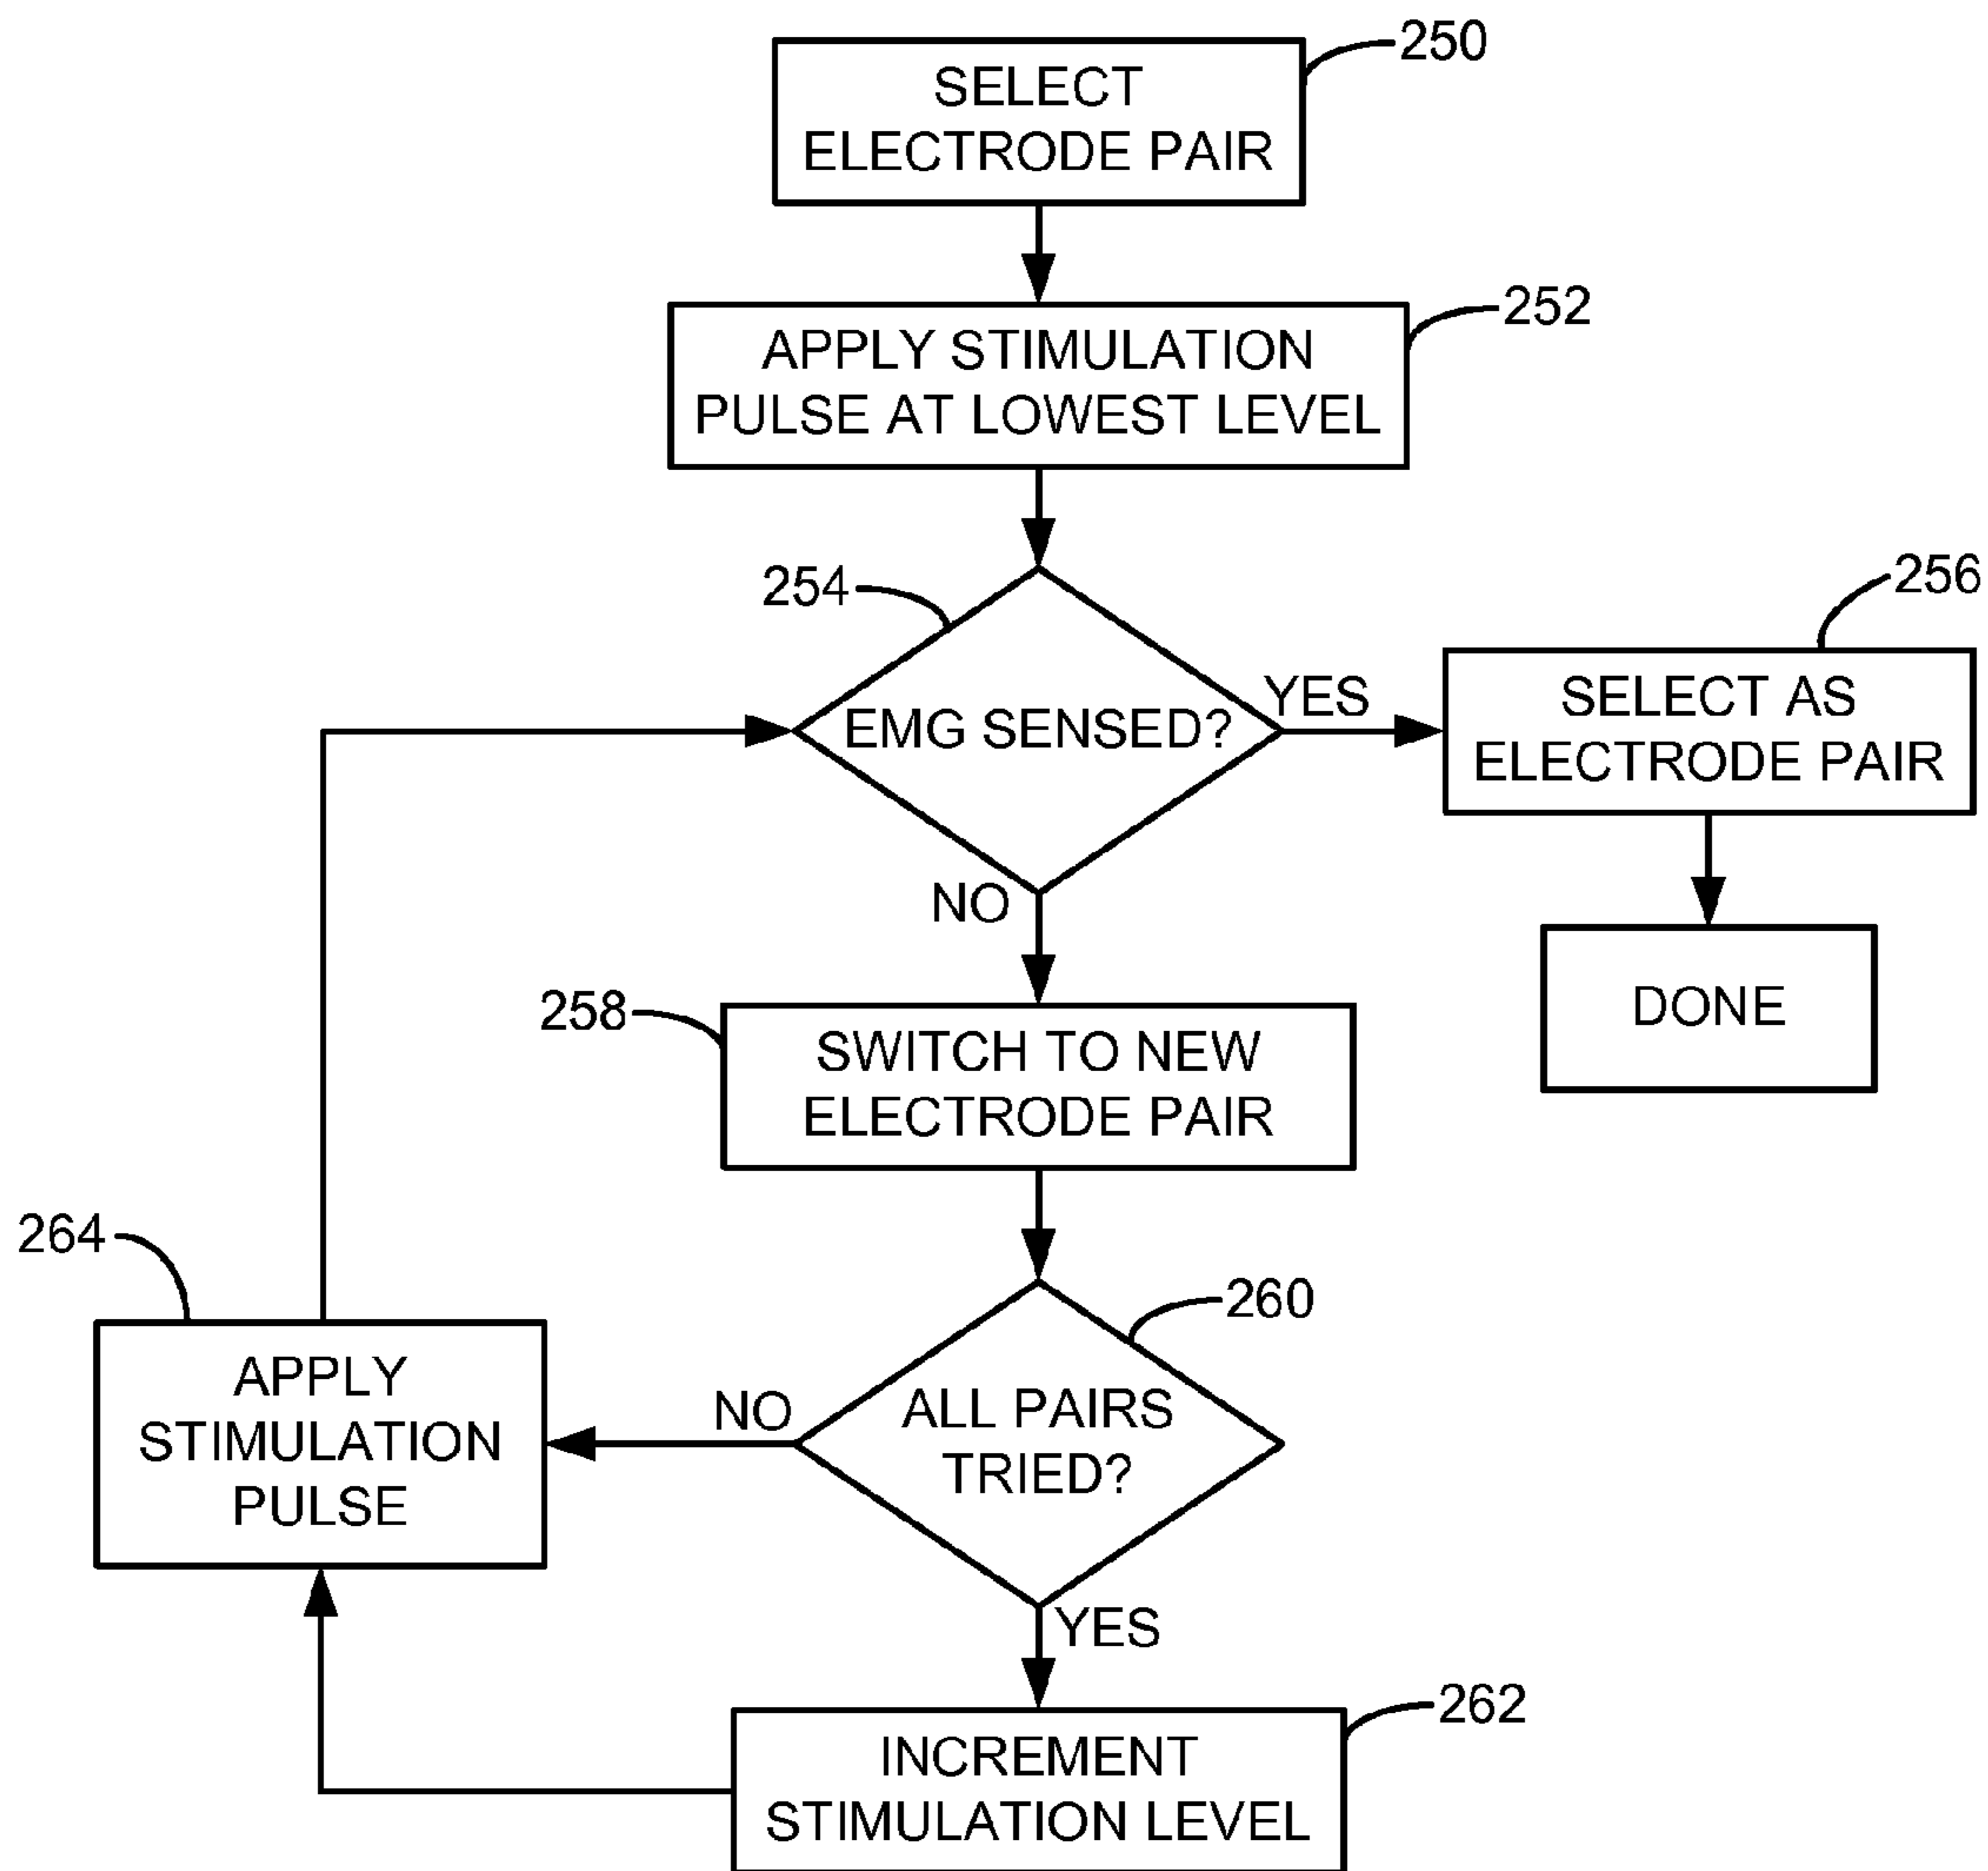 250
SELECT
ELECTRODE PAIR
252
APPLY STIMULATION
PULSE AT LOWEST LEVEL
254
EMG SENSED?
YES
256
SELECT AS
ELECTRODE PAIR
NO
DONE
258
SWITCH TO NEW
ELECTRODE PAIR
264
APPLY
STIMULATION
PULSE
NO
260
ALL PAIRS
TRIED?
YES
262
INCREMENT
STIMULATION LEVEL